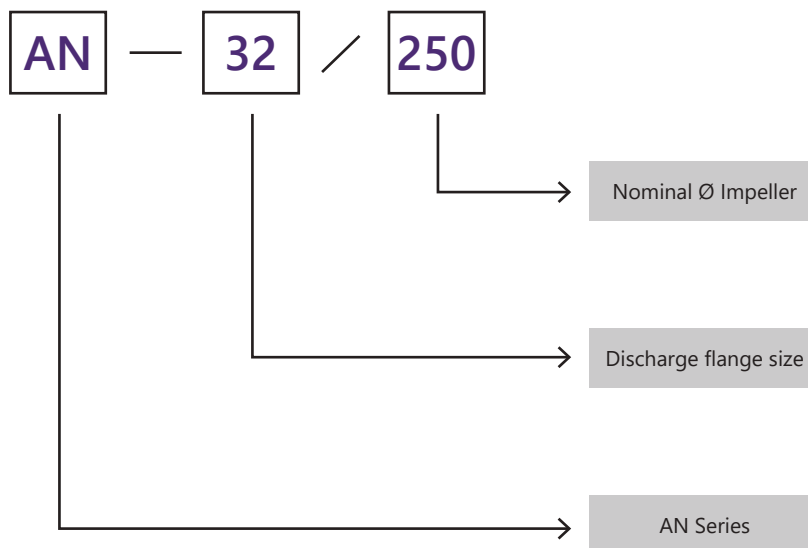 AN — 32 / 250
Nominal Ø Impeller
Discharge flange size
AN Series